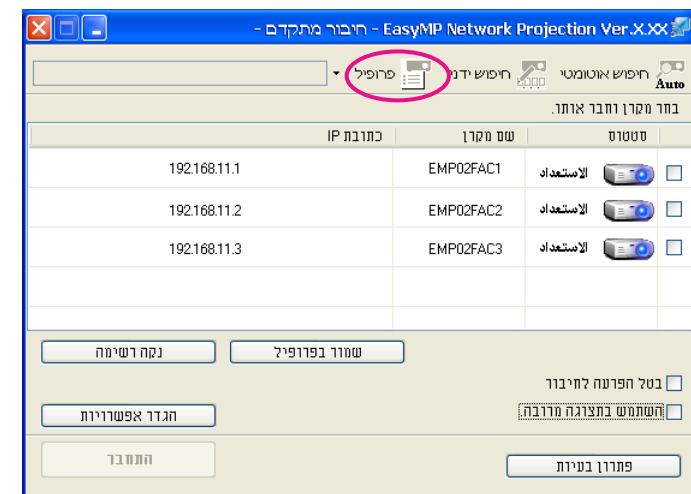 EasyMP Network Projection Ver.X.XX - חיבור מתקדם -
חיפוש אוטומטי Auto חיפוש ידני פרופיל
בחר מקרן וחבר אותו.
סטטוס שם מקרן כתובת IP
الاستعداد EMP02FAC1 192.168.11.1
الاستعداد EMP02FAC2 192.168.11.2
الاستعداد EMP02FAC3 192.168.11.3
שמור בפרופיל נקה רשימה
בטל הפרעה לחיבור
השתמש בתצוגה מרובה. הגדר אפשרויות
פתרון בעיות התחבר